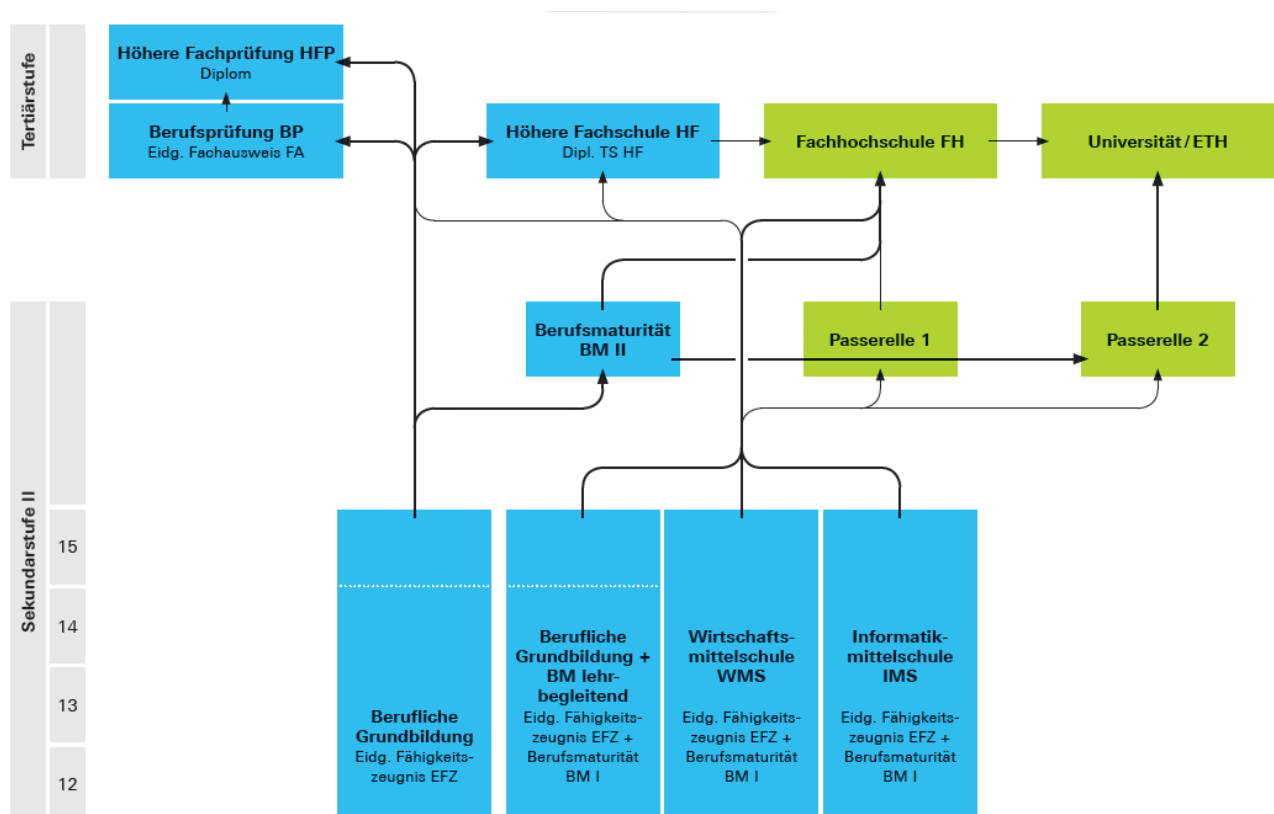 Tertiärstufe
Höhere Fachprüfung HFP
Diplom
Berufsprüfung BP
Eidg. Fachausweis FA
Höhere Fachschule HF
Dipl. TS HF
Fachhochschule FH
Universität/ETH
Berufsmaturität
BM II
Passerelle 1
Passerelle 2
Sekundarstufe II
15
14
13
12
Berufliche
Grundbildung
Eidg. Fähigkeits-
zeugnis EFZ
Berufliche
Grundbildung +
BM lehr-
begleitend
Eidg. Fähigkeits-
zeugnis EFZ +
Berufsmaturität
BM I
Wirtschafts-
mittelschule
WMS
Eidg. Fähigkeits-
zeugnis EFZ +
Berufsmaturität
BM I
Informatik-
mittelschule
IMS
Eidg. Fähigkeits-
zeugnis EFZ +
Berufsmaturität
BM I